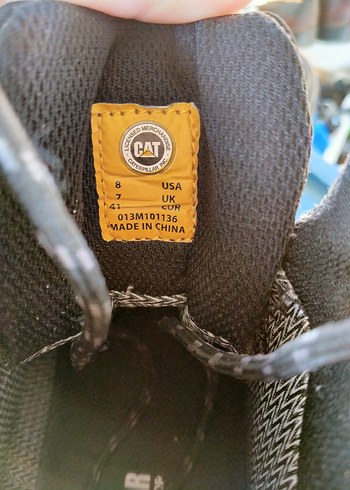 LICENSED MERCHANDISE
CAT
CATERPILLAR INC.
8 USA
7 UK
41 EUR
013M101136
MADE IN CHINA